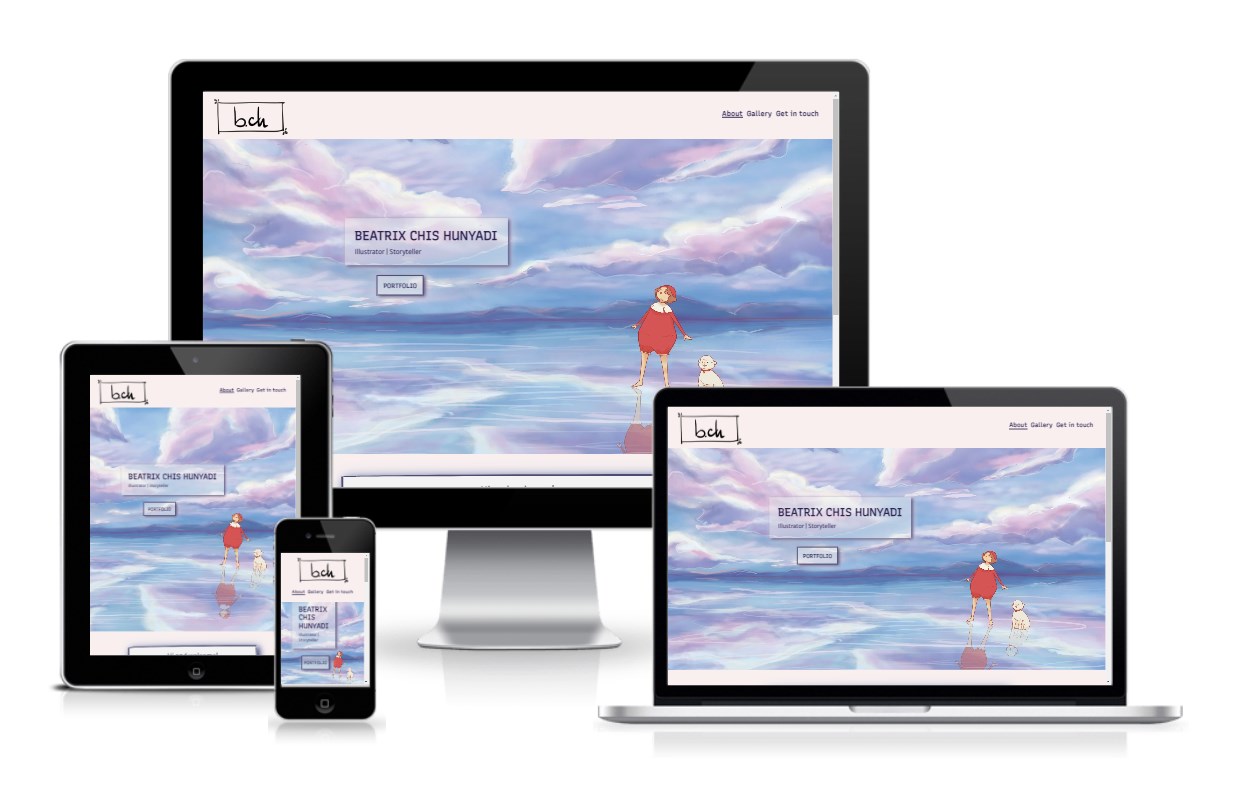 bch
About Gallery Get in touch
BEATRIX CHIS HUNYADI
Illustrator | Storyteller
PORTFOLIO
bch
About Gallery Get in touch
BEATRIX CHIS HUNYADI
Illustrator | Storyteller
PORTFOLIO
bch
About Gallery Get in touch
BEATRIX
CHIS
HUNYADI
Illustrator |
Storyteller
PORTFOLIO
bch
About Gallery Get in touch
BEATRIX CHIS HUNYADI
Illustrator | Storyteller
PORTFOLIO